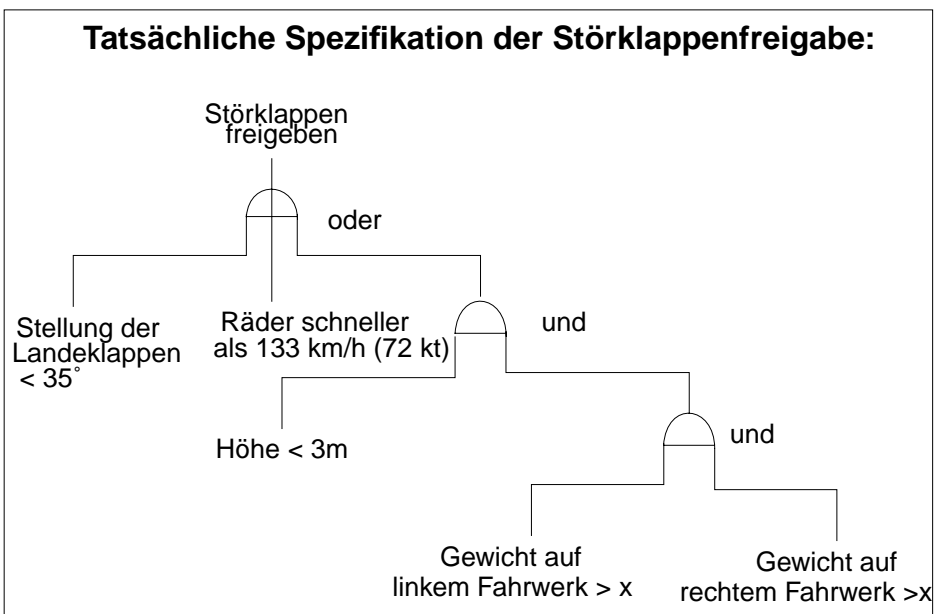 Tatsächliche Spezifikation der Störklappenfreigabe:
Störklappen
freigeben
oder
Stellung der
Landeklappen
< 35°
Räder schneller
als 133 km/h (72 kt)
und
Höhe < 3m
und
Gewicht auf
linkem Fahrwerk > x
Gewicht auf
rechtem Fahrwerk >x